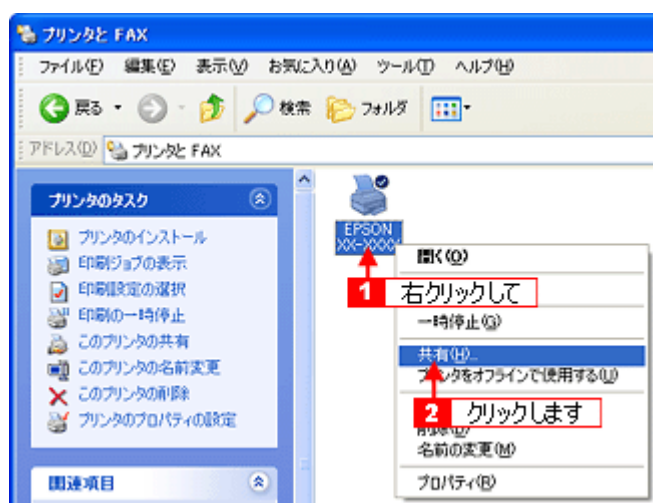 プリンタと FAX
ファイル(F) 編集(E) 表示(V) お気に入り(A) ツール(T) ヘルプ(H)
戻る 検索 フォルダ
アドレス(D) プリンタと FAX
プリンタのタスク
プリンタのインストール
印刷ジョブの表示
印刷設定の選択
印刷の一時停止
このプリンタの共有
このプリンタの名前変更
このプリンタの削除
プリンタのプロパティの設定
関連項目
EPSON
XX-XXXX
開く(O)
1 右クリックして
一時停止(G)
共有(H)...
プリンタをオフラインで使用する(U)
2 クリックします
削除(D)
名前の変更(M)
プロパティ(R)